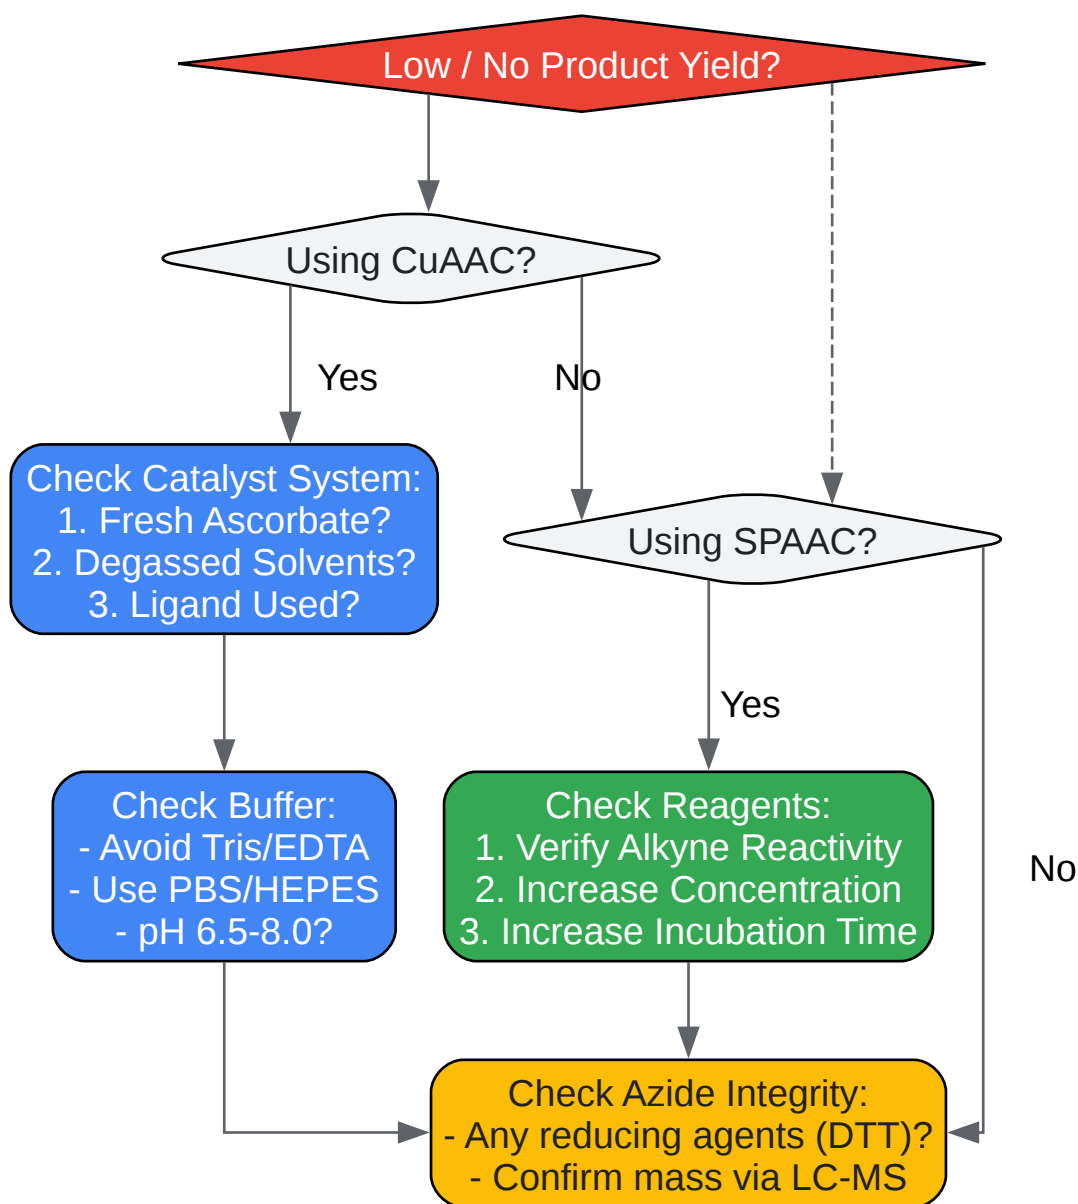 Low / No Product Yield?
Using CuAAC?
Yes
No
Check Catalyst System:
1. Fresh Ascorbate?
2. Degassed Solvents?
3. Ligand Used?
Using SPAAC?
Yes
No
Check Buffer:
- Avoid Tris/EDTA
- Use PBS/HEPES
- pH 6.5-8.0?
Check Reagents:
1. Verify Alkyne Reactivity
2. Increase Concentration
3. Increase Incubation Time
Check Azide Integrity:
- Any reducing agents (DTT)?
- Confirm mass via LC-MS